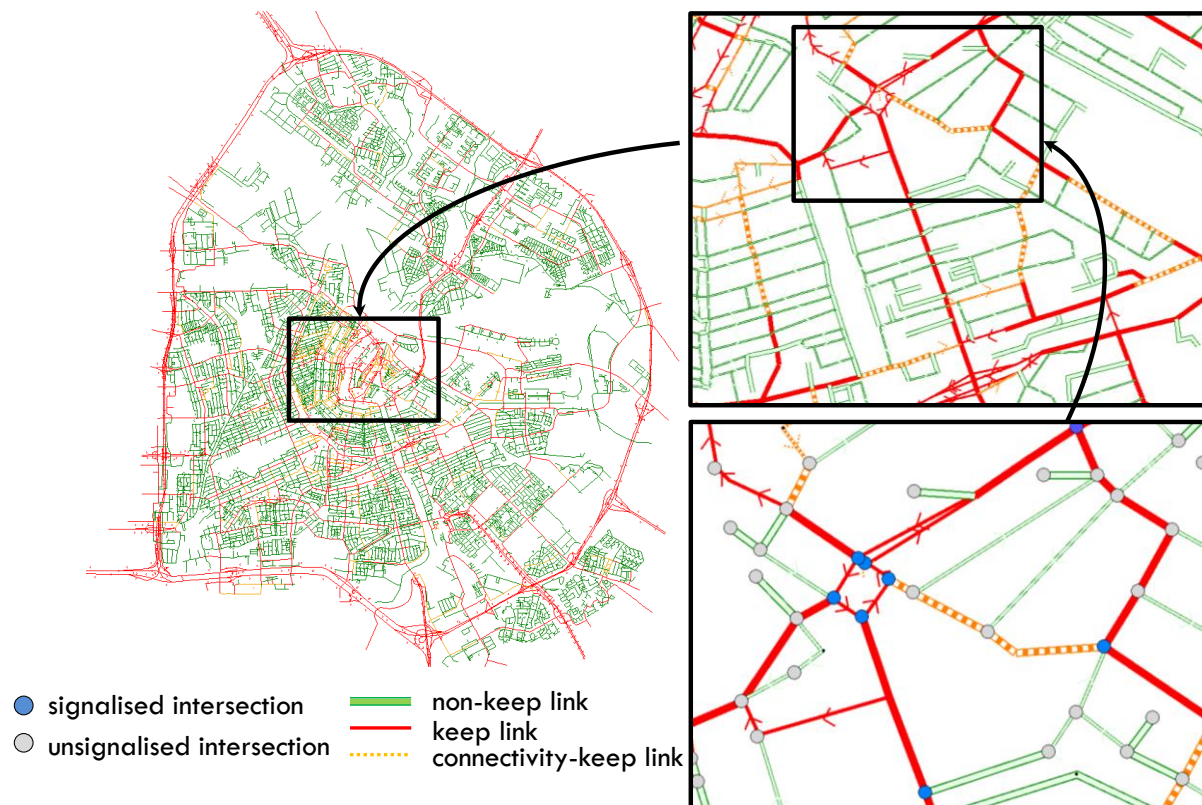 signalised intersection
unsignalised intersection
non-keep link
keep link
connectivity-keep link